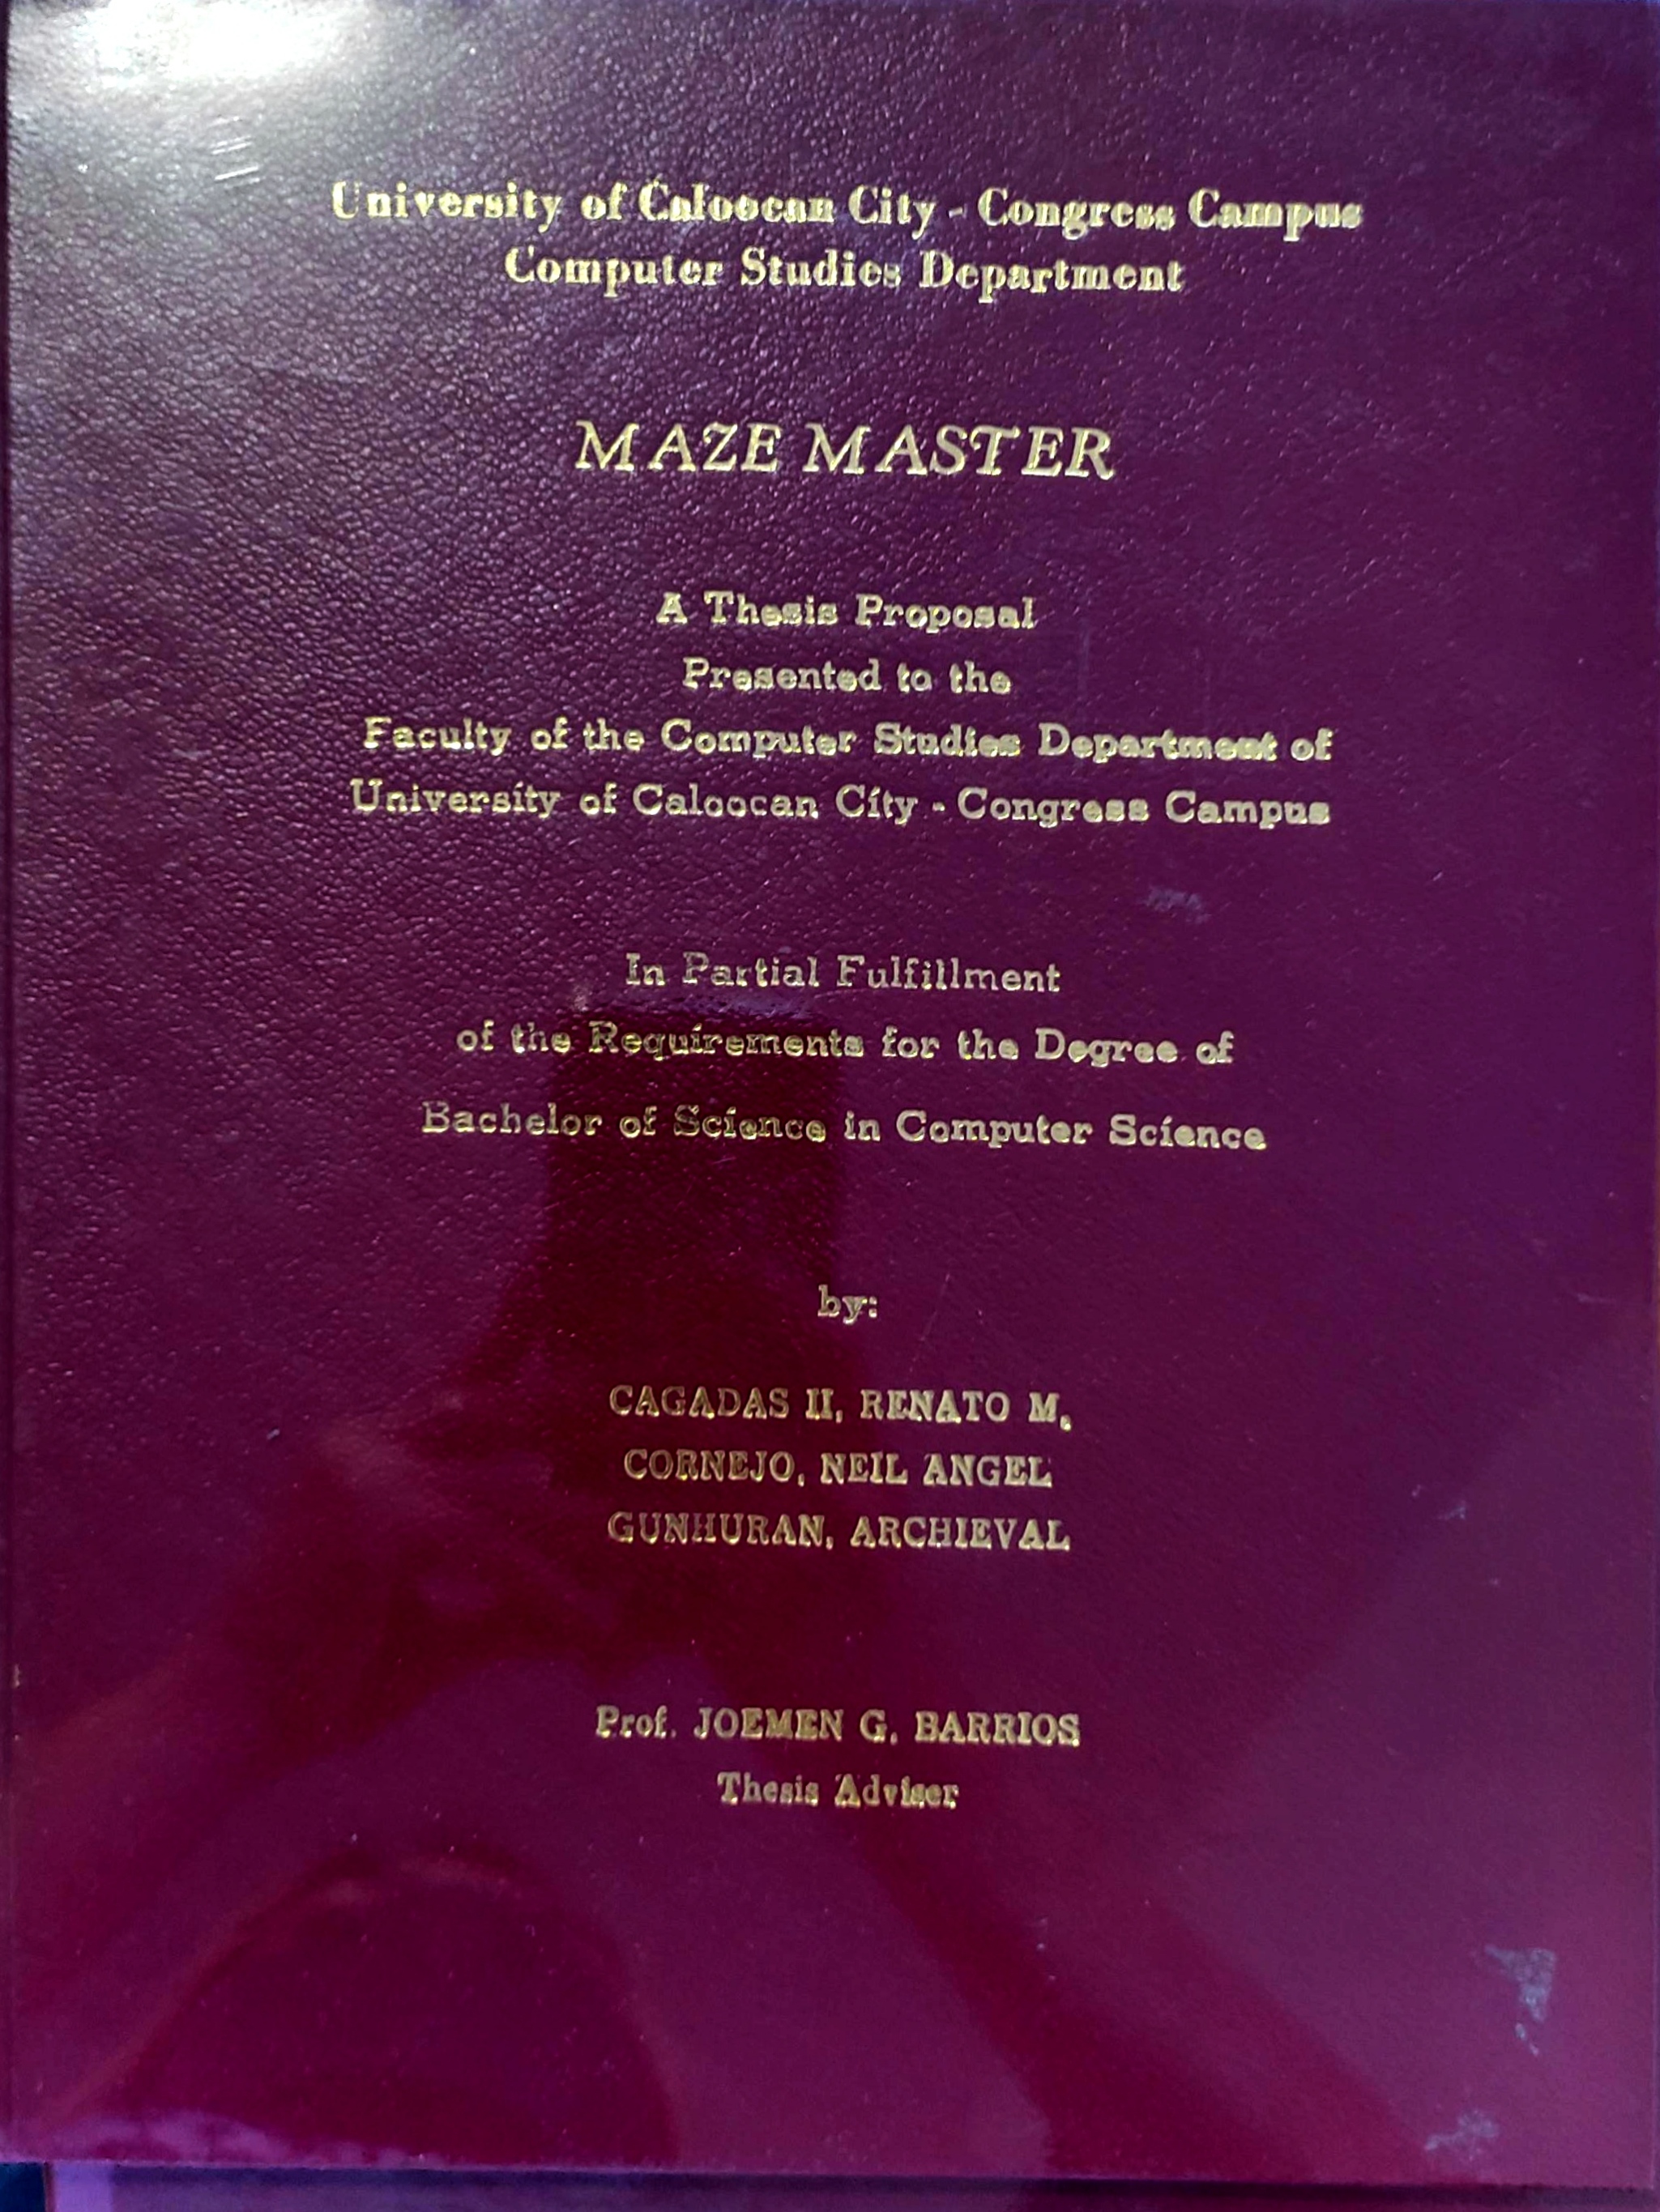 University of Caloocan City - Congress Campus
Computer Studies Department
MAZE MASTER
A Thesis Proposal
Presented to the
Faculty of the Computer Studies Department of
University of Caloocan City - Congress Campus
In Partial Fulfillment
of the Requirements for the Degree of
Bachelor of Science in Computer Science
by:
CAGADAS II, RENATO M.
CORNEJO, NEIL ANGEL
GUNHURAN, ARCHIEVAL
Prof. JOEMEN G. BARRIOS
Thesis Adviser